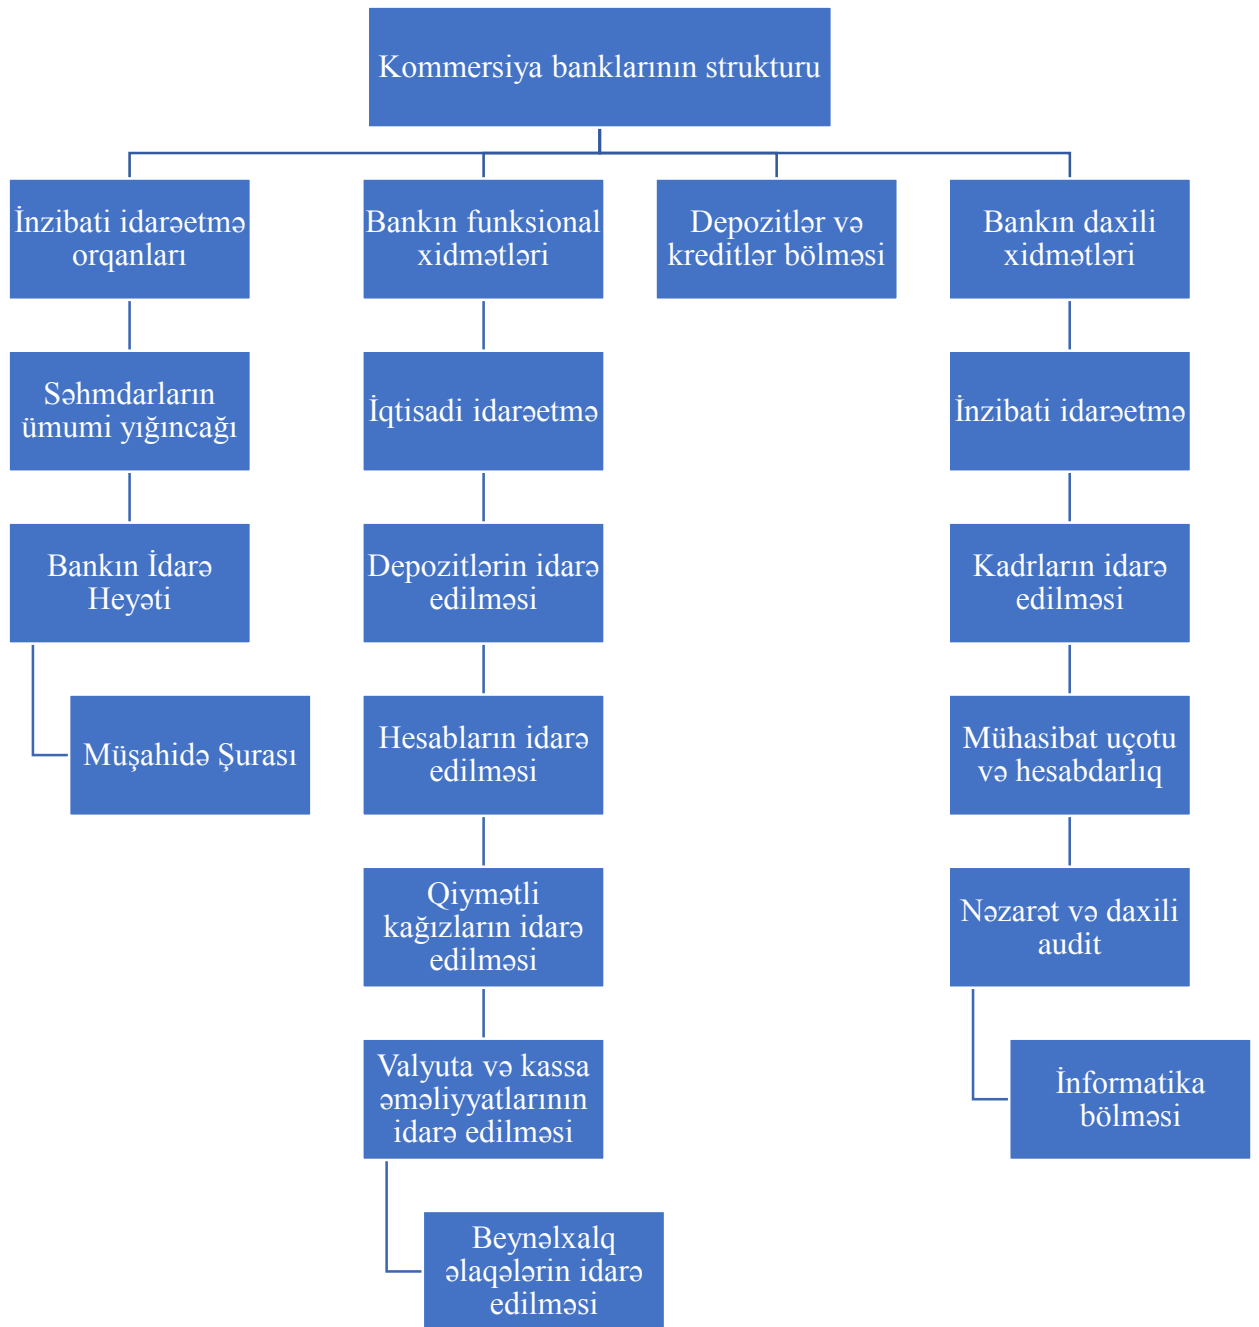 Kommersiya banklarının strukturu
İnzibati idarəetmə
orqanları
Bankın funksional
xidmətləri
Depozitlər və
kreditlər bölməsi
Bankın daxili
xidmətləri
Səhmdarların
ümumi yığıncağı
İqtisadi idarəetmə
İnzibati idarəetmə
Bankın İdarə
Heyəti
Depozitlərin idarə
edilməsi
Kadrların idarə
edilməsi
Müşahidə Şurası
Hesabların idarə
edilməsi
Mühasibat uçotu
və hesabdarlıq
Qiymətli
kağızların idarə
edilməsi
Nəzarət və daxili
audit
Valyuta və kassa
əməliyyatlarının
idarə edilməsi
İnformatika
bölməsi
Beynəlxalq
əlaqələrin idarə
edilməsi